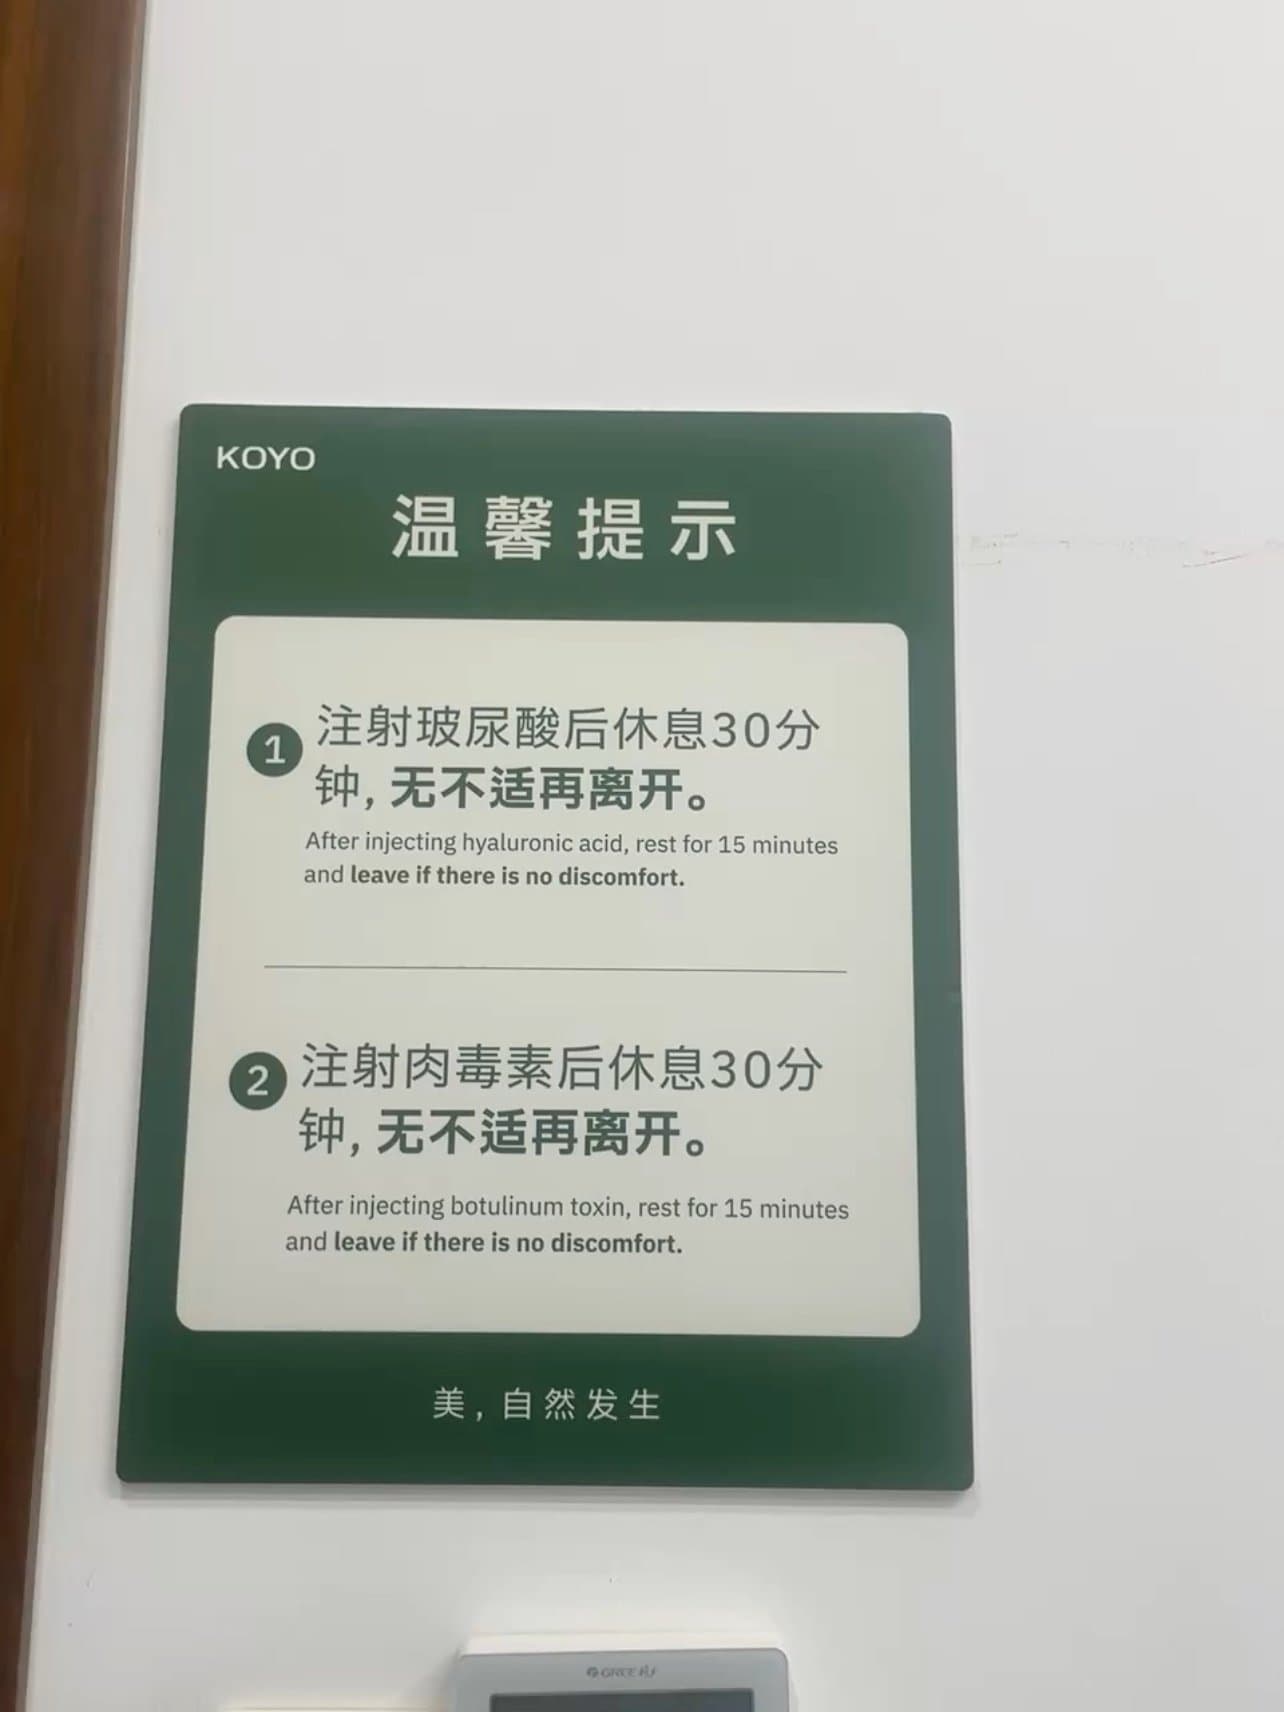 KOYO
温馨提示
1 注射玻尿酸后休息30分
钟,无不适再离开。
After injecting hyaluronic acid, rest for 15 minutes
and leave if there is no discomfort.
2 注射肉毒素后休息30分
钟,无不适再离开。
After injecting botulinum toxin, rest for 15 minutes
and leave if there is no discomfort.
美,自然发生
GREE 格力